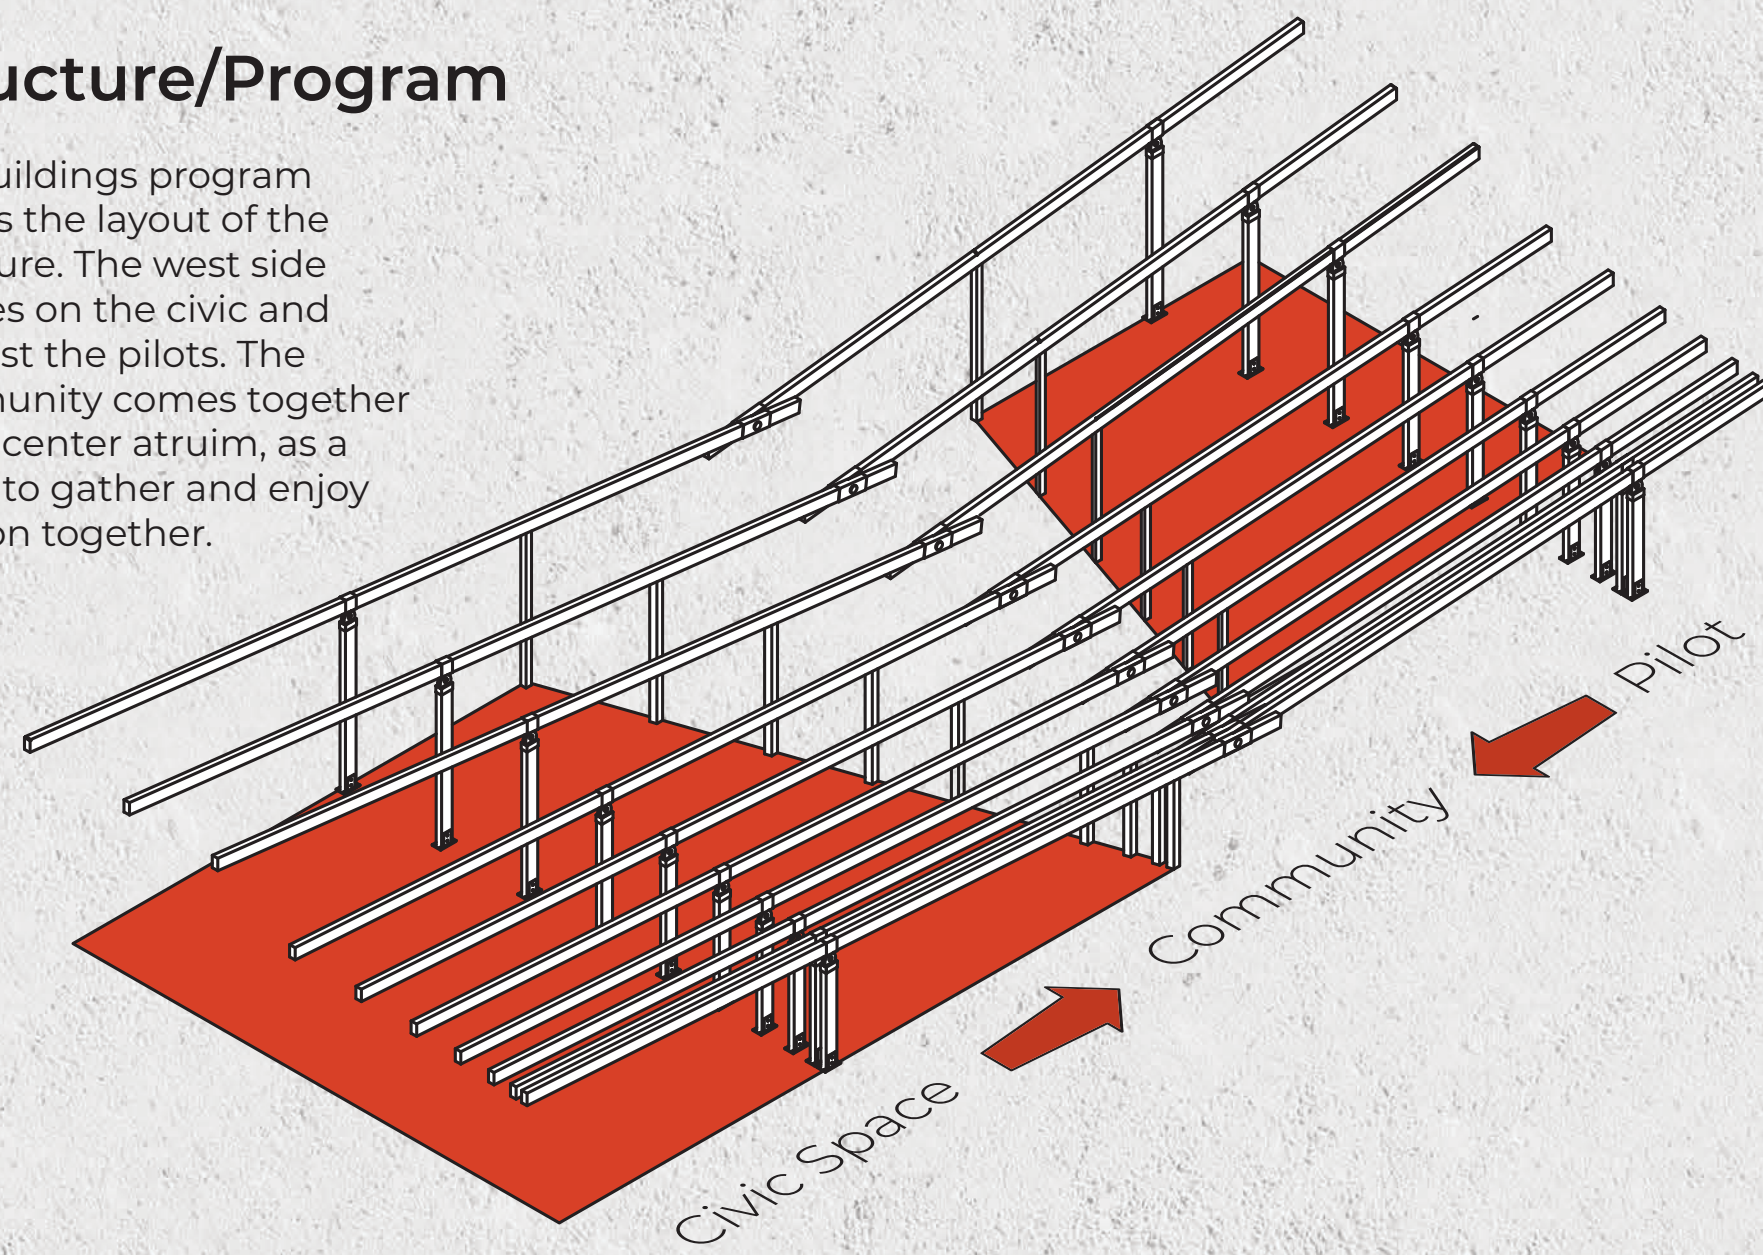 ucture/Program
uildings program
s the layout of the
ure. The west side
es on the civic and
st the pilots. The
nunity comes together
center atruim, as a
to gather and enjoy
on together.
Pilot
Community
Civic Space